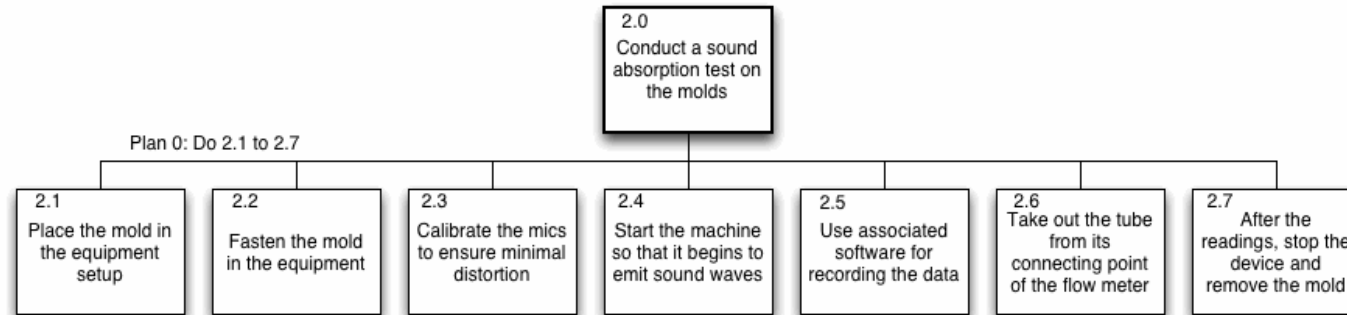 2.0
Conduct a sound
absorption test on
the molds
Plan 0: Do 2.1 to 2.7
2.1
Place the mold in
the equipment
setup
2.2
Fasten the mold
in the equipment
2.3
Calibrate the mics
to ensure minimal
distortion
2.4
Start the machine
so that it begins to
emit sound waves
2.5
Use associated
software for
recording the data
2.6
Take out the tube
from its
connecting point
of the flow meter
2.7
After the
readings, stop the
device and
remove the mold